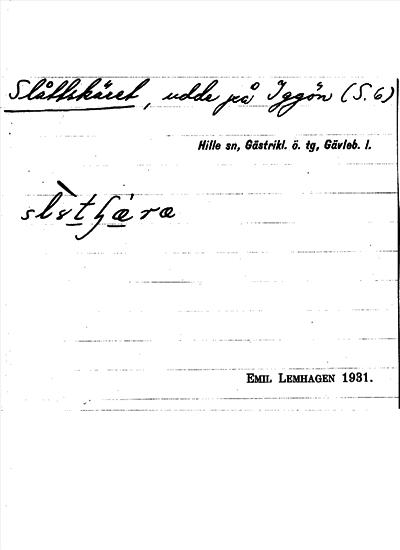 Slåttskäret, udde på Iggön (S. 6)
Hille sn, Gästrikl. ö. tg, Gävleb. l.
EMIL LEMHAGEN 1931.